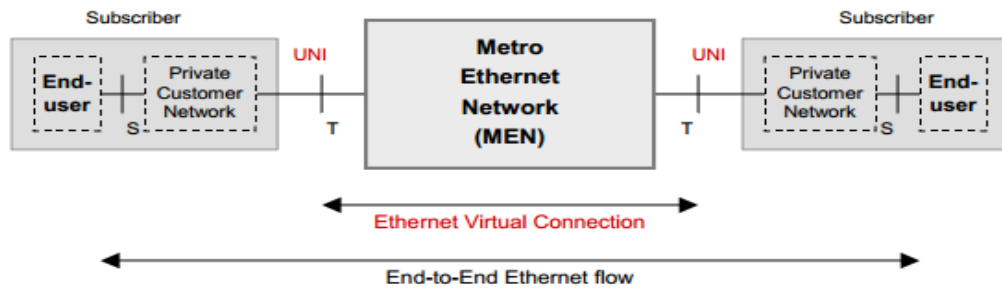 Subscriber
Subscriber
UNI
UNI
End-
user
S
Private
Customer
Network
T
Metro
Ethernet
Network
(MEN)
T
Private
Customer
Network
S
End-
user
Ethernet Virtual Connection
End-to-End Ethernet flow